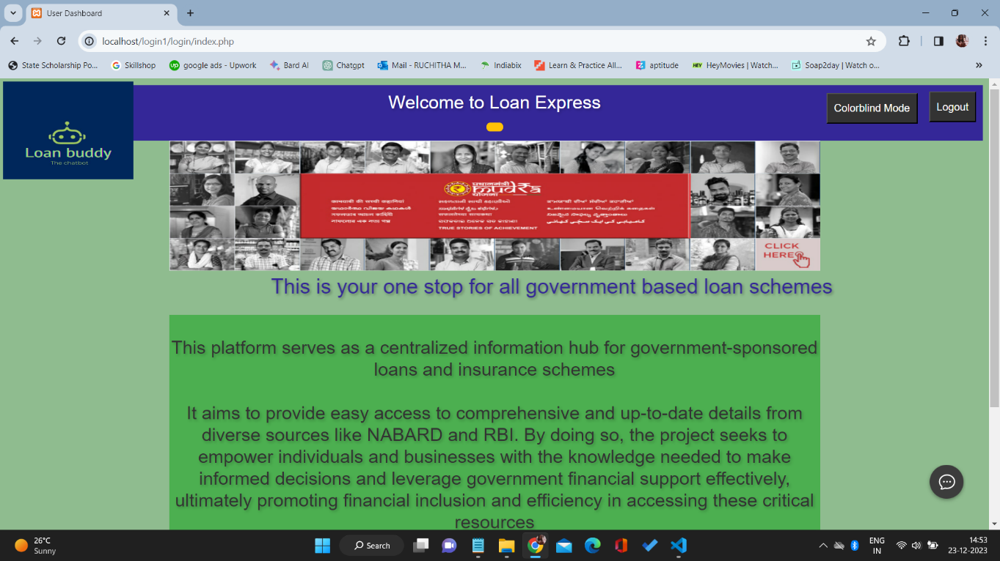 User Dashboard
localhost/login1/login/index.php
State Scholarship Po...
Skillshop
google ads - Upwork
Bard AI
Chatgpt
Mail - RUCHITHA M...
Indiabix
Learn & Practice All...
aptitude
HeyMovies | Watch...
Soap2day | Watch o...
Loan buddy
The chatbot
Welcome to Loan Express
Colorblind Mode
Logout
प्रधानमंत्री
mudRa
योजना
कामयाबी की सच्ची कहानियां
TRUE STORIES OF ACHIEVEMENT
CLICK
HERE
This is your one stop for all government based loan schemes
This platform serves as a centralized information hub for government-sponsored
loans and insurance schemes
It aims to provide easy access to comprehensive and up-to-date details from
diverse sources like NABARD and RBI. By doing so, the project seeks to
empower individuals and businesses with the knowledge needed to make
informed decisions and leverage government financial support effectively,
ultimately promoting financial inclusion and efficiency in accessing these critical
resources
26°C
Sunny
Search
ENG
IN
14:53
23-12-2023